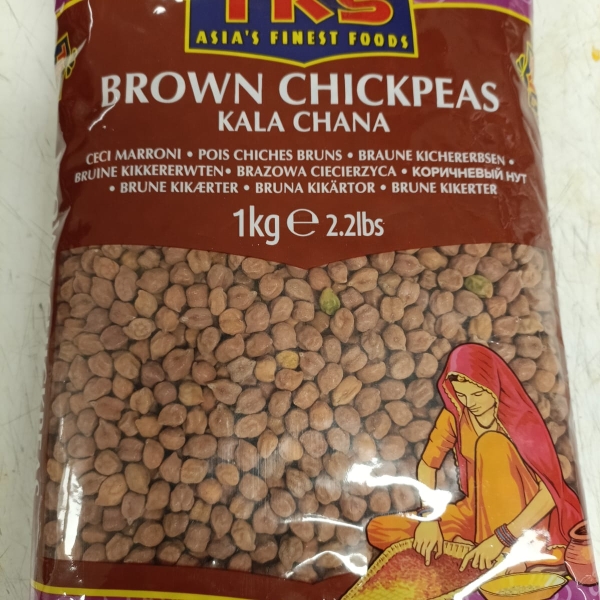 TRS
ASIA'S FINEST FOODS
BROWN CHICKPEAS
KALA CHANA
CECI MARRONI • POIS CHICHES BRUNS • BRAUNE KICHERERBSEN •
BRUINE KIKKERERWTEN • BRAZOWA CIECIERZYCA • КОРИЧНЕВЫЙ НУТ
• BRUNE KIKÆRTER • BRUNA KIKÄRTOR • BRUNE KIKERTER
1kg ℮ 2.2lbs